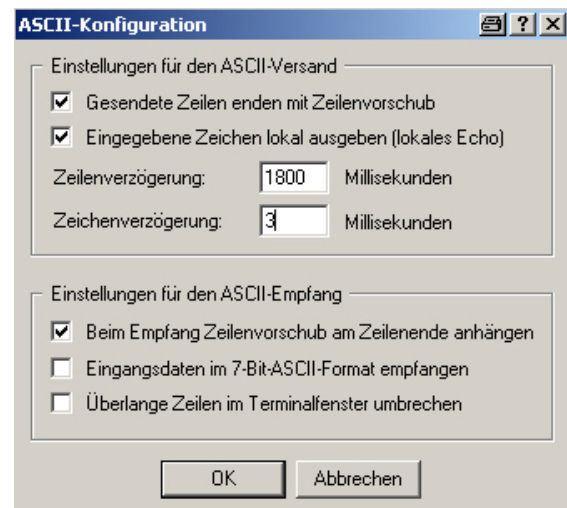 ASCII-Konfiguration
Einstellungen für den ASCII-Versand
Gesendete Zeilen enden mit Zeilenvorschub
Eingegebene Zeichen lokal ausgeben (lokales Echo)
Zeilenverzögerung: 1800 Millisekunden
Zeichenverzögerung: 3 Millisekunden
Einstellungen für den ASCII-Empfang
Beim Empfang Zeilenvorschub am Zeilenende anhängen
Eingangsdaten im 7-Bit-ASCII-Format empfangen
Überlange Zeilen im Terminalfenster umbrechen
OK Abbrechen